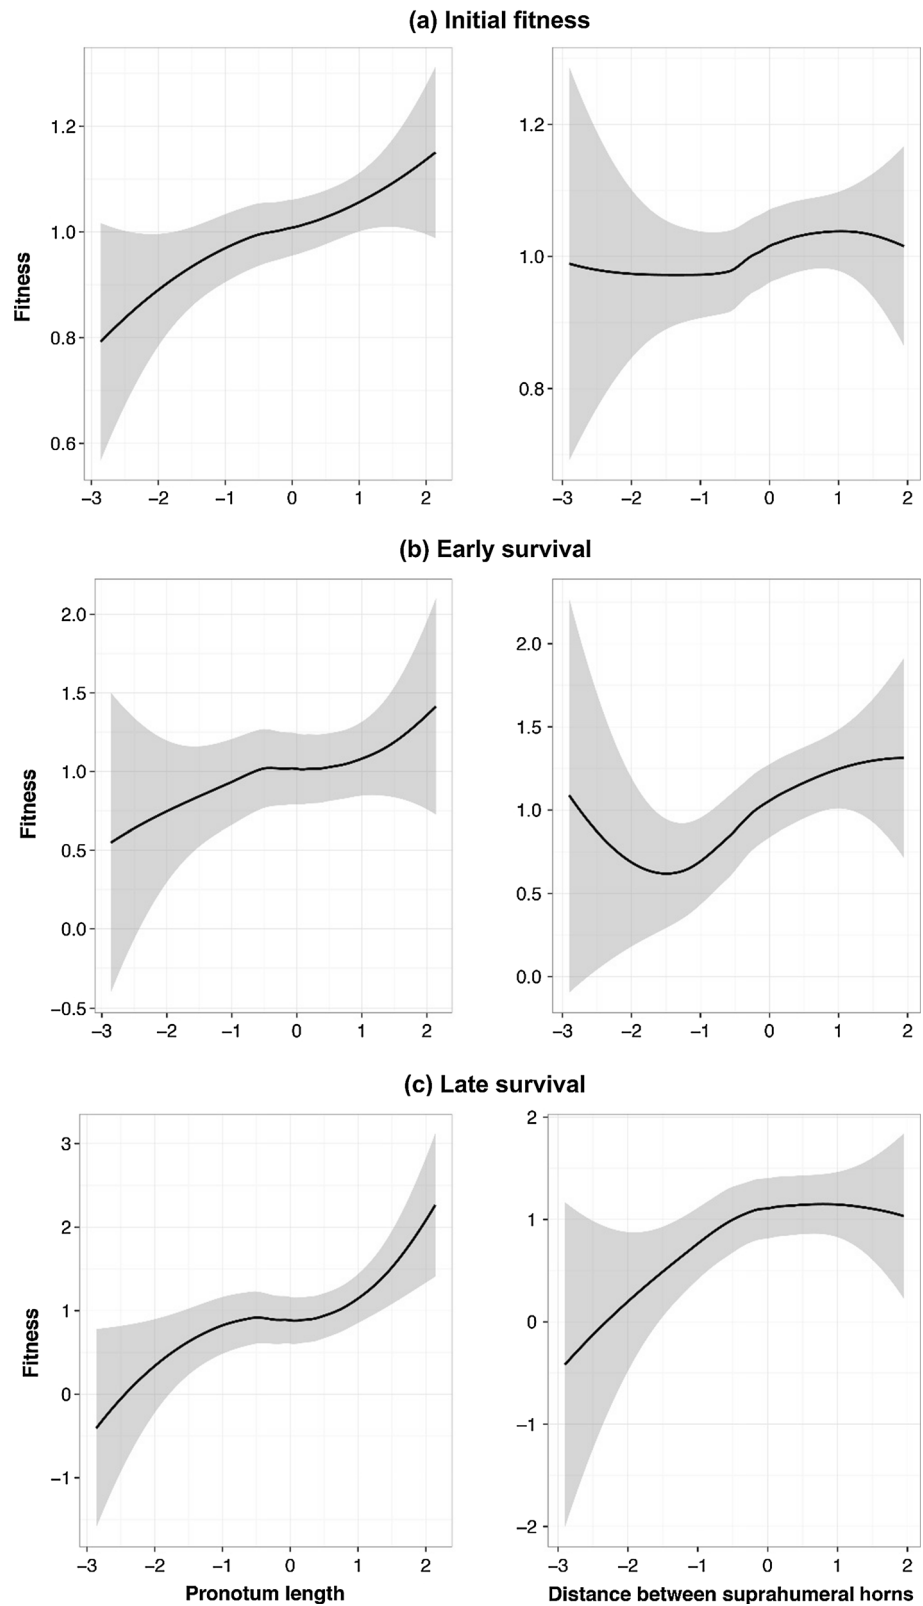 (a) Initial fitness
Fitness
1.2
1.0
0.8
0.6
−3 −2 −1 0 1 2
1.2
1.0
0.8
−3 −2 −1 0 1 2
(b) Early survival
Fitness
2.0
1.5
1.0
0.5
0.0
−0.5
−3 −2 −1 0 1 2
2.0
1.5
1.0
0.5
0.0
−3 −2 −1 0 1 2
(c) Late survival
Fitness
3
2
1
0
−1
−3 −2 −1 0 1 2
Pronotum length
2
1
0
−1
−2
−3 −2 −1 0 1 2
Distance between suprahumeral horns